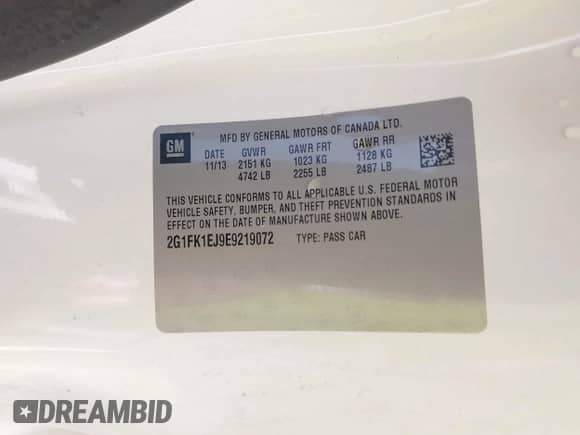 GM
MFD BY GENERAL MOTORS OF CANADA LTD.
DATE GVWR GAWR FRT GAWR RR
11/13 2151 KG 1023 KG 1128 KG
4742 LB 2255 LB 2487 LB
THIS VEHICLE CONFORMS TO ALL APPLICABLE U.S. FEDERAL MOTOR
VEHICLE SAFETY, BUMPER, AND THEFT PREVENTION STANDARDS IN
EFFECT ON THE DATE OF MANUFACTURE SHOWN ABOVE.
2G1FK1EJ9E9219072 TYPE: PASS CAR
DREAMBID